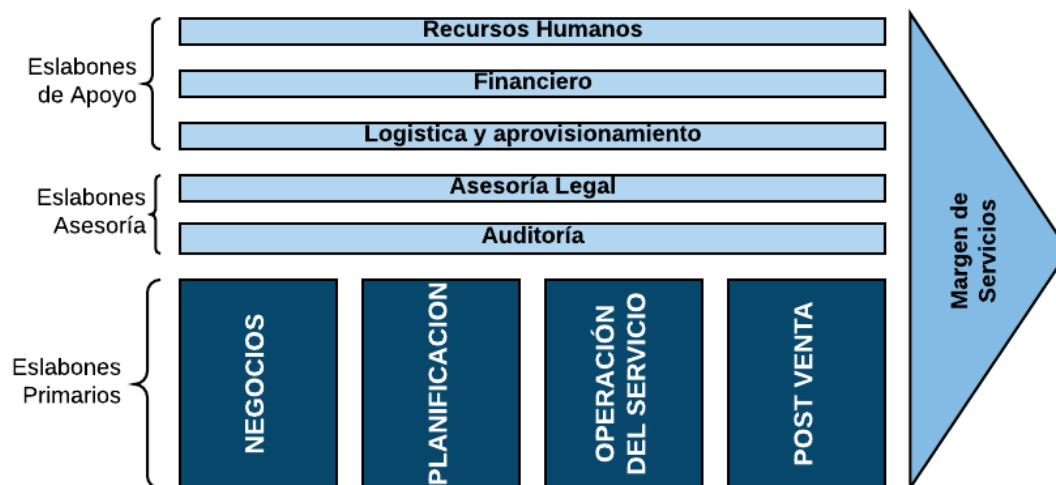 Eslabones
de Apoyo
Recursos Humanos
Financiero
Logistica y aprovisionamiento
Eslabones
Asesoría
Asesoría Legal
Auditoría
Eslabones
Primarios
NEGOCIOS
PLANIFICACION
OPERACIÓN
DEL SERVICIO
POST VENTA
Margen de
Servicios